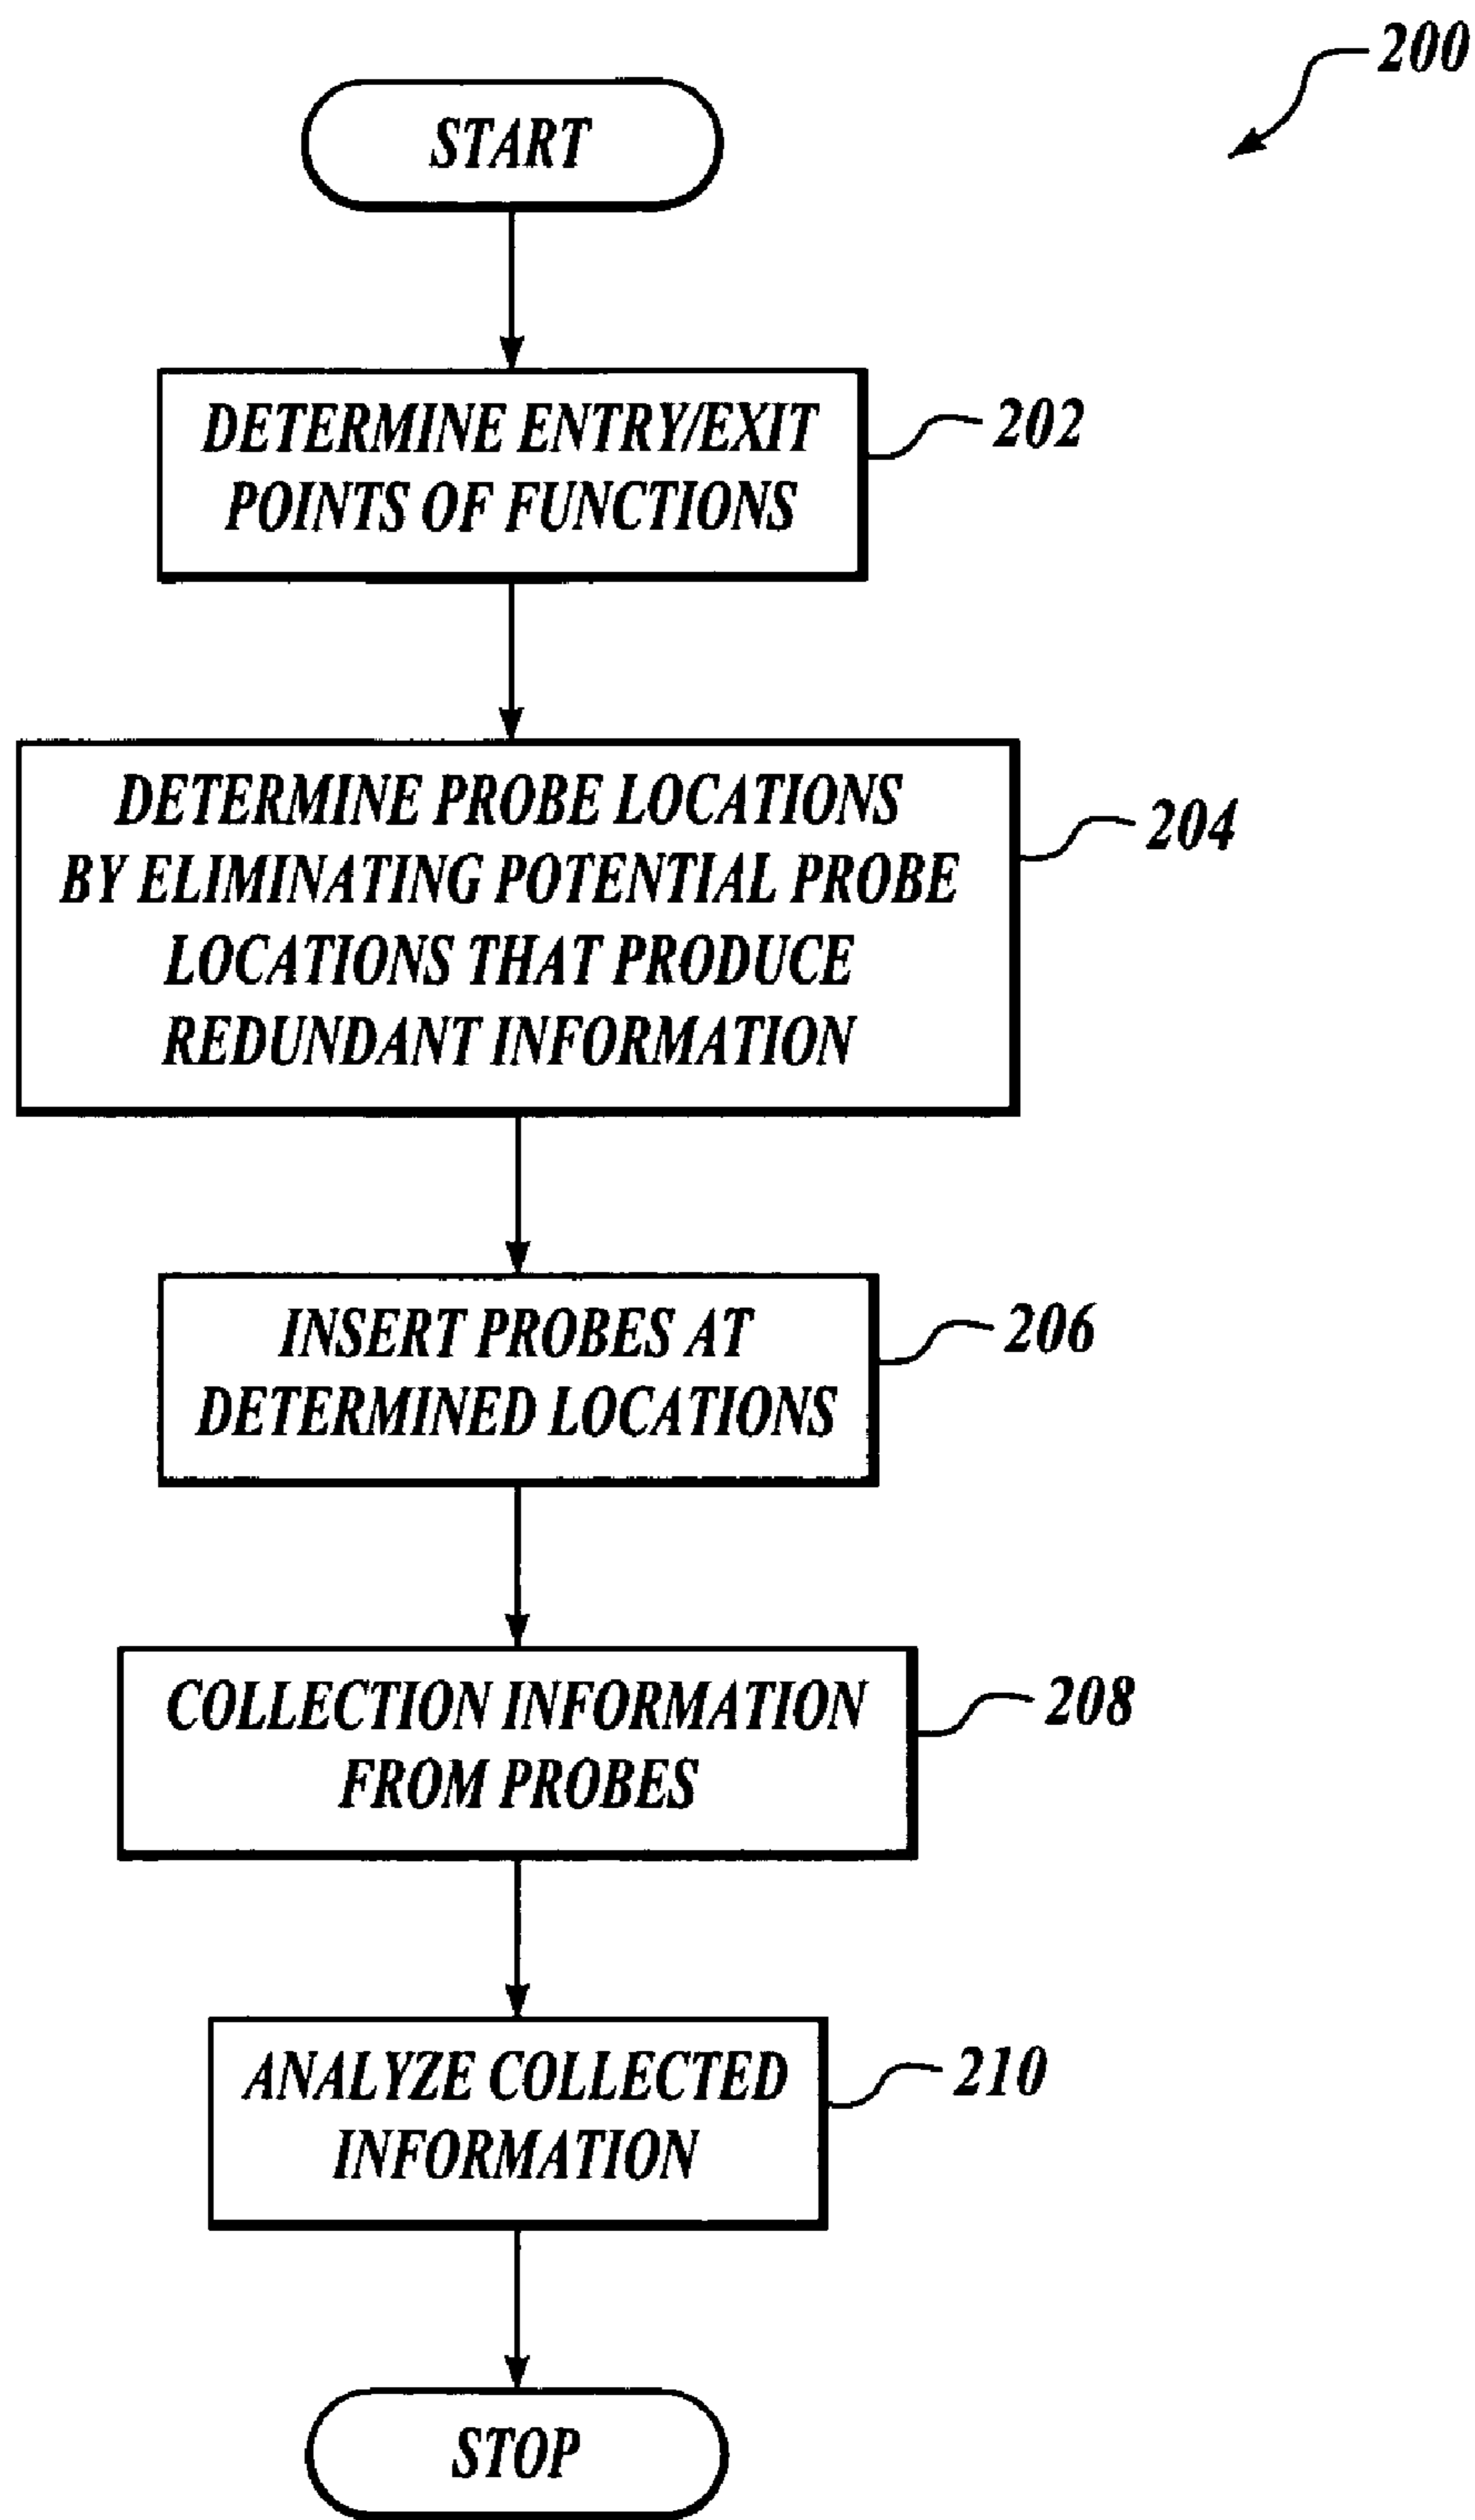 200
START
DETERMINE ENTRY/EXIT
POINTS OF FUNCTIONS
202
DETERMINE PROBE LOCATIONS
BY ELIMINATING POTENTIAL PROBE
LOCATIONS THAT PRODUCE
REDUNDANT INFORMATION
204
INSERT PROBES AT
DETERMINED LOCATIONS
206
COLLECTION INFORMATION
FROM PROBES
208
ANALYZE COLLECTED
INFORMATION
210
STOP